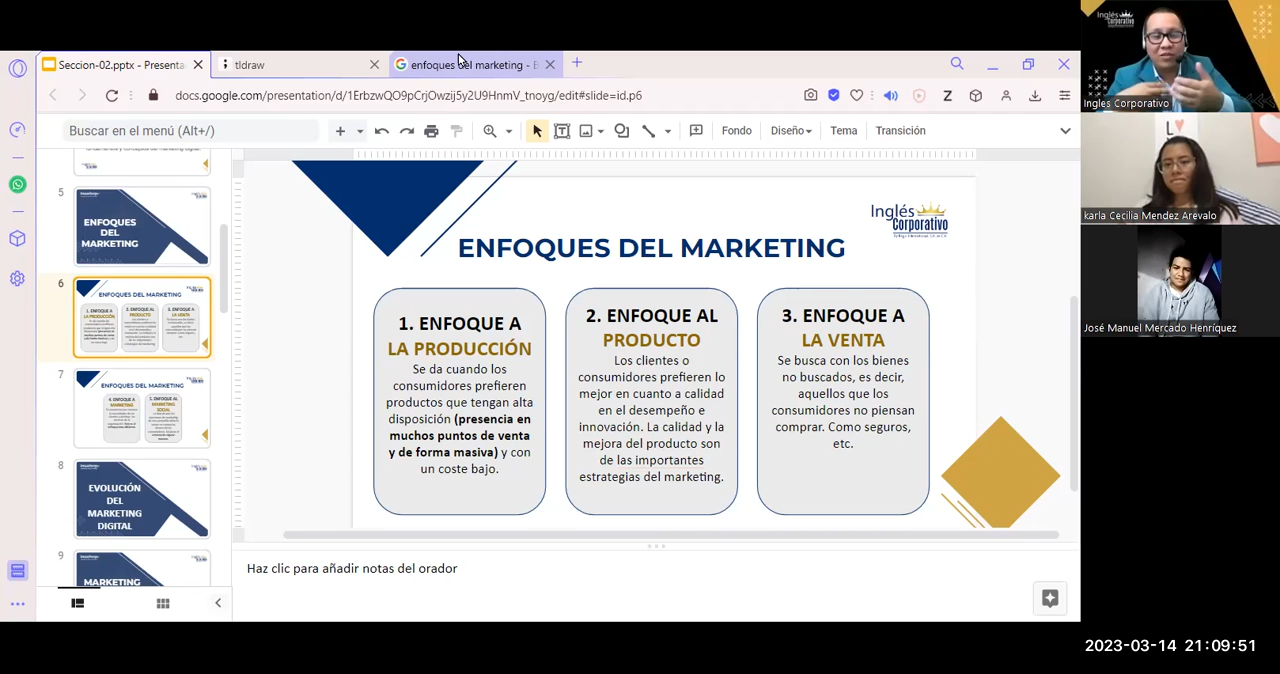 Seccion-02.pptx - Presenta
tldraw
enfoques del marketing - B
docs.google.com/presentation/d/1ErbzwQO9pCrjOwzij5y2U9HnmV_tnoyg/edit#slide=id.p6
Buscar en el menú (Alt+/)
Fondo
Diseño
Tema
Transición
5
ENFOQUES
DEL
MARKETING
6
ENFOQUES DEL MARKETING
7
ENFOQUES DEL MARKETING
8
EVOLUCIÓN
DEL
MARKETING
DIGITAL
9
MARKETING
Inglés
Corporativo
ENFOQUES DEL MARKETING
1. ENFOQUE A
LA PRODUCCIÓN
Se da cuando los
consumidores prefieren
productos que tengan alta
disposición (presencia en
muchos puntos de venta
y de forma masiva) y con
un coste bajo.
2. ENFOQUE AL
PRODUCTO
Los clientes o
consumidores prefieren lo
mejor en cuanto a calidad
en el desempeño e
innovación. La calidad y la
mejora del producto son
de las importantes
estrategias del marketing.
3. ENFOQUE A
LA VENTA
Se busca con los bienes
no buscados, es decir,
aquellos que los
consumidores no piensan
comprar. Como seguros,
etc.
Haz clic para añadir notas del orador
Inglés
Corporativo
Ingles Corporativo
karla Cecilia Mendez Arevalo
José Manuel Mercado Henríquez
2023-03-14 21:09:51